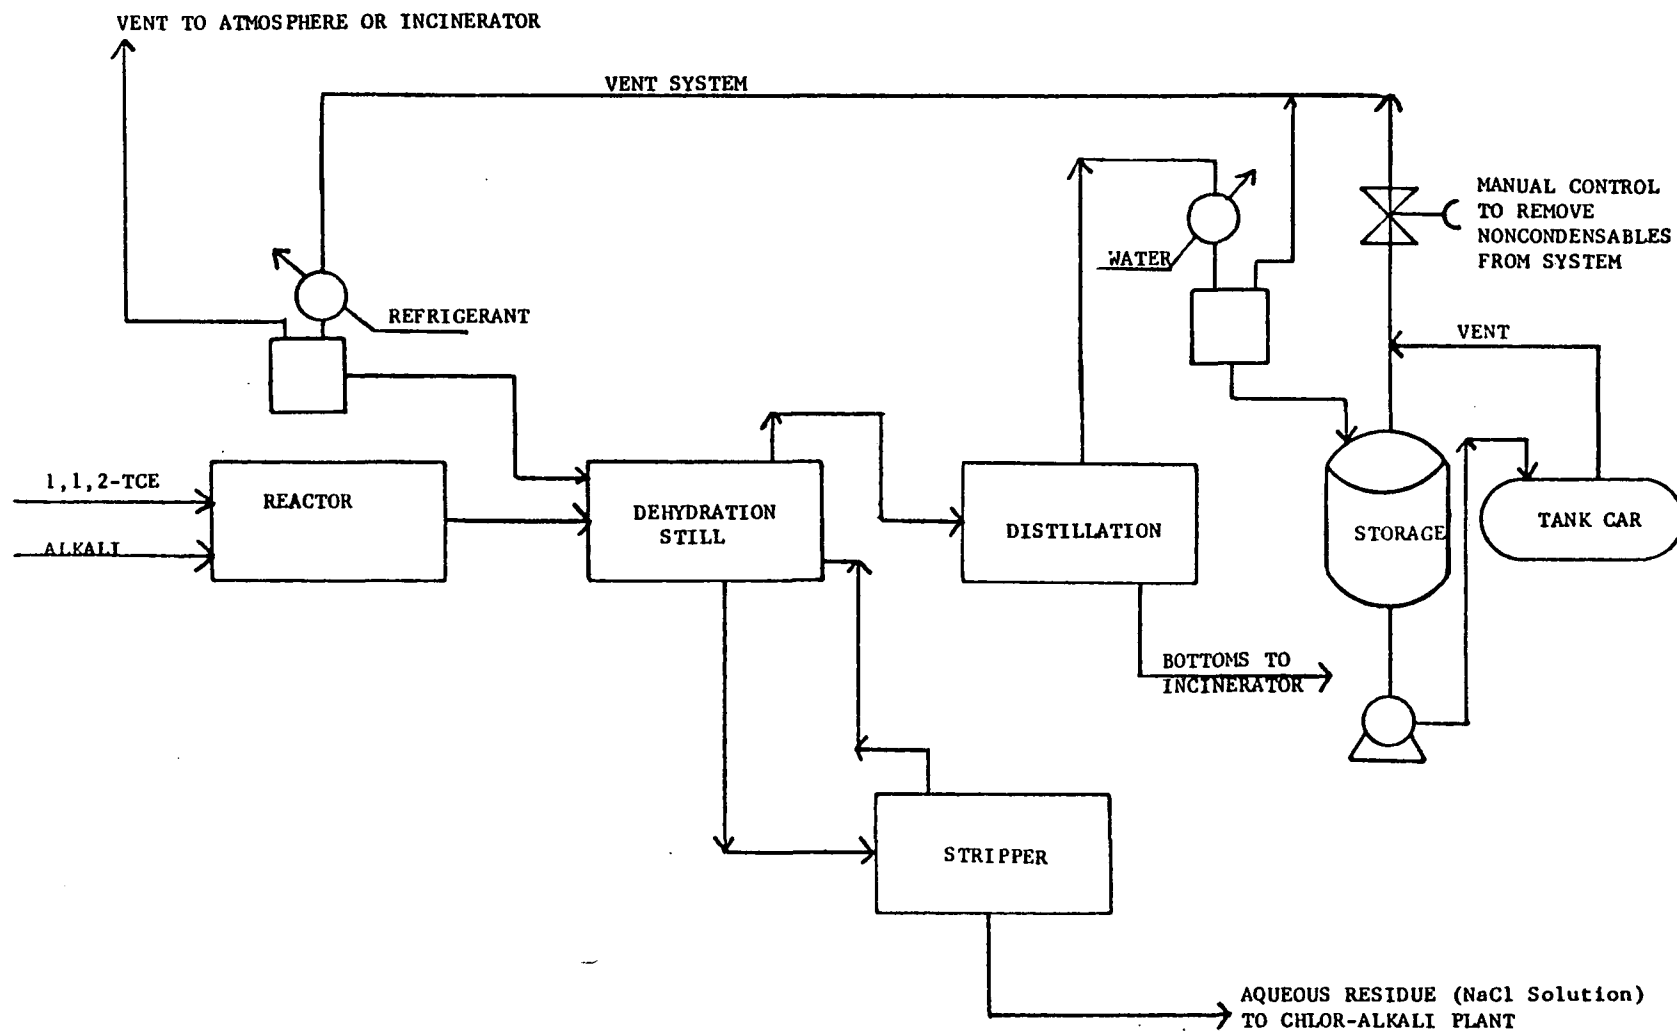 VENT TO ATMOSPHERE OR INCINERATOR
VENT SYSTEM
MANUAL CONTROL
TO REMOVE
NONCONDENSABLES
FROM SYSTEM
WATER
REFRIGERANT
VENT
1,1,2-TCE
REACTOR
ALKALI
DEHYDRATION
STILL
DISTILLATION
STORAGE
TANK CAR
BOTTOMS TO
INCINERATOR
STRIPPER
AQUEOUS RESIDUE (NaCl Solution)
TO CHLOR-ALKALI PLANT